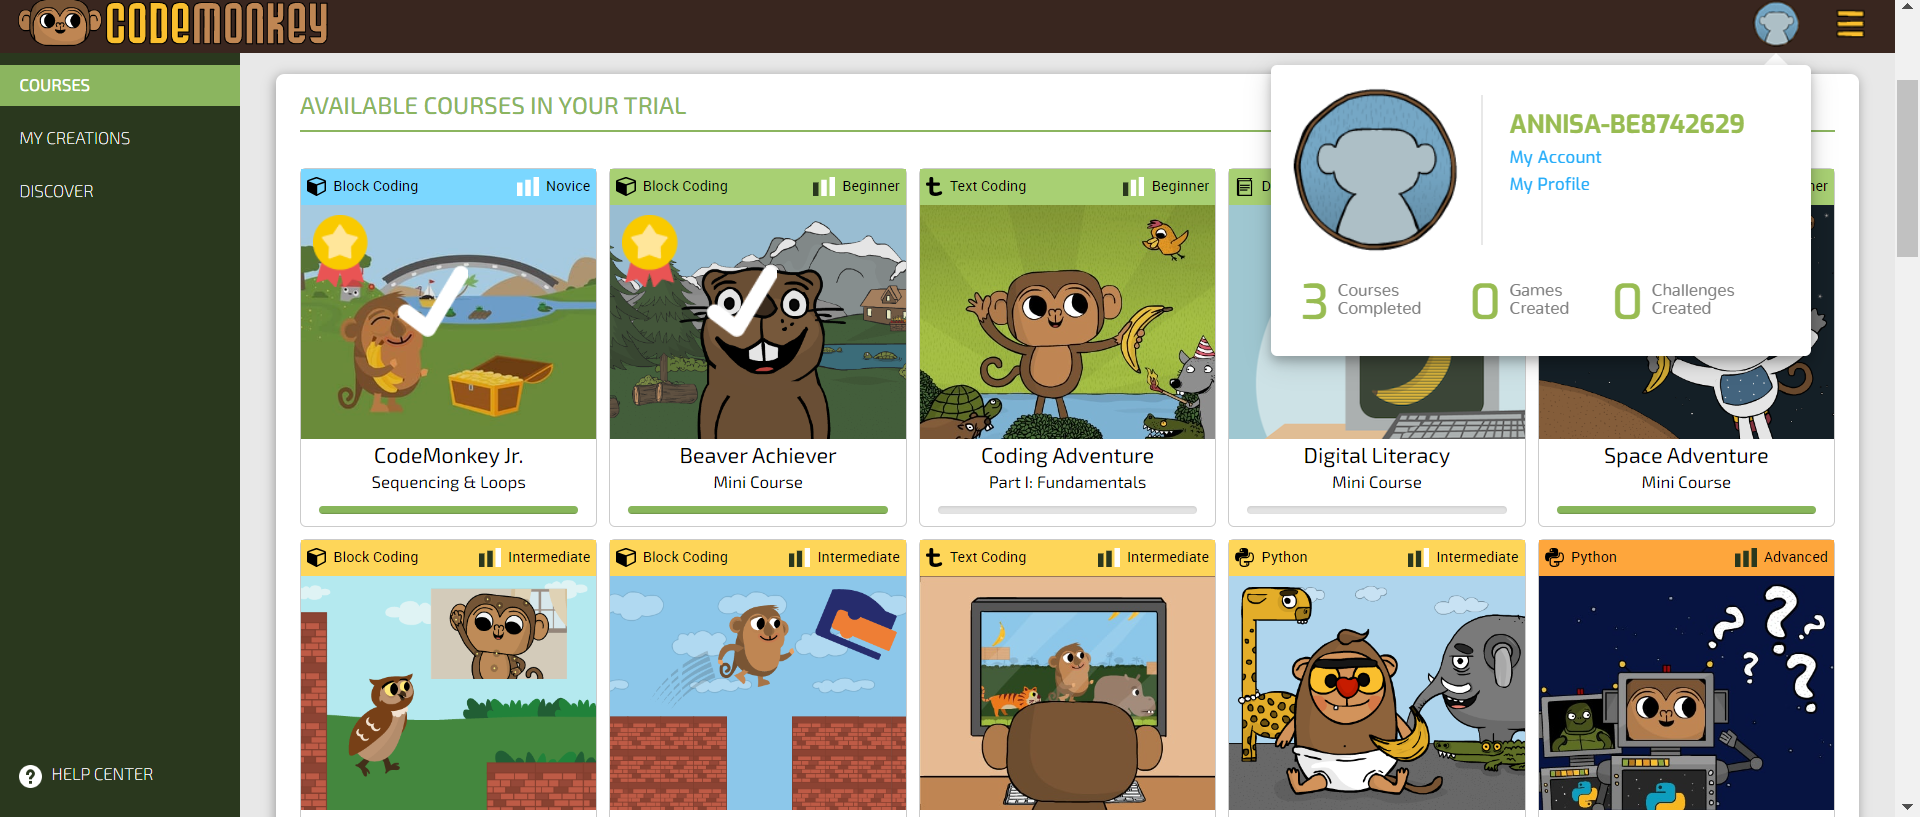 CODEMONKEY
COURSES
MY CREATIONS
DISCOVER
HELP CENTER
AVAILABLE COURSES IN YOUR TRIAL
ANNISA-BE8742629
My Account
My Profile
3 Courses Completed
0 Games Created
0 Challenges Created
Block Coding Novice
CodeMonkey Jr.
Sequencing & Loops
Block Coding Beginner
Beaver Achiever
Mini Course
Text Coding Beginner
Coding Adventure
Part I: Fundamentals
Digital Literacy
Mini Course
Space Adventure
Mini Course
Block Coding Intermediate
Block Coding Intermediate
Text Coding Intermediate
Python Intermediate
Python Advanced